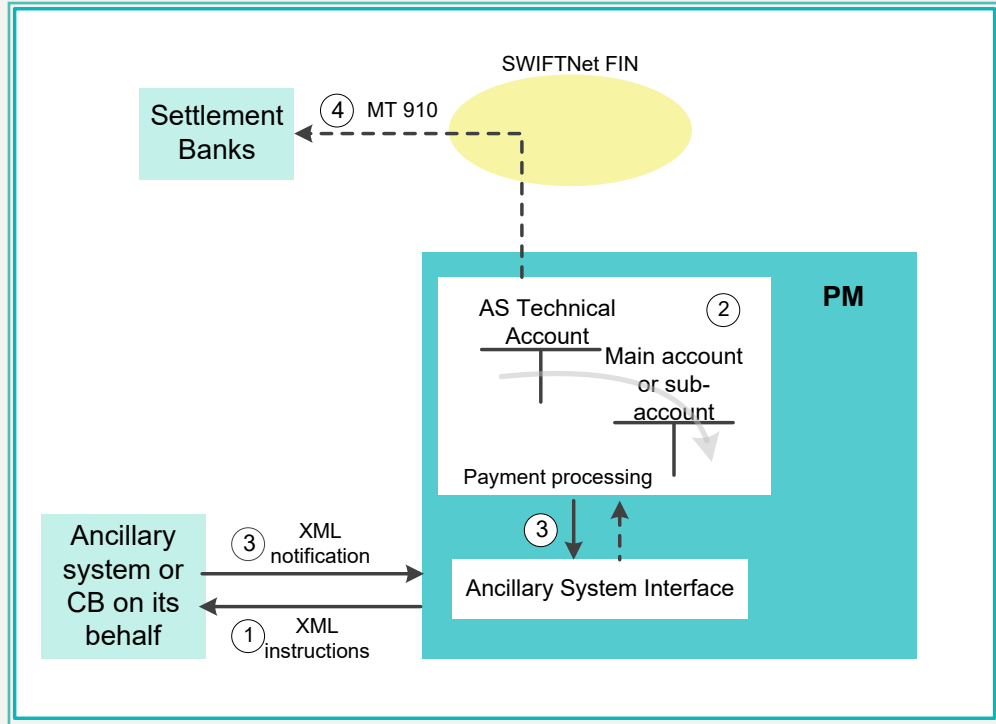 SWIFTNet FIN
4 MT 910
Settlement
Banks
PM
2
AS Technical
Account
Main account
or sub-
account
Payment processing
3
Ancillary System Interface
Ancillary
system or
CB on its
behalf
3 XML
notification
1 XML
instructions